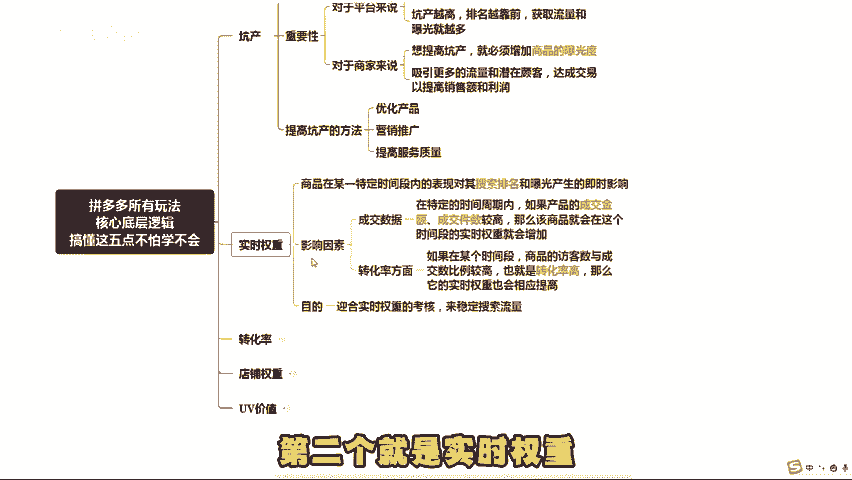 对于平台来说
坑产越高，排名越靠前，获取流量和
曝光就越多
坑产
重要性
想提高坑产，就必须增加商品的曝光度
对于商家来说
吸引更多的流量和潜在顾客，达成交易
以提高销售额和利润
优化产品
提高坑产的方法
营销推广
提高服务质量
拼多多所有玩法
核心底层逻辑
搞懂这五点不怕学不会
商品在某一特定时间段内的表现对其搜索排名和曝光产生的即时影响
实时权重
影响因素
成交数据
在特定的时间周期内，如果产品的成交金
额、成交件数较高，那么该商品就会在这个
时间段的实时权重就会增加
转化率方面
如果在某个时间段，商品的访客数与成
交数比例较高，也就是转化率高，那么
它的实时权重也会相应提高
目的
迎合实时权重的考核，来稳定搜索流量
转化率
店铺权重
UV价值
第二个就是实时权重
中